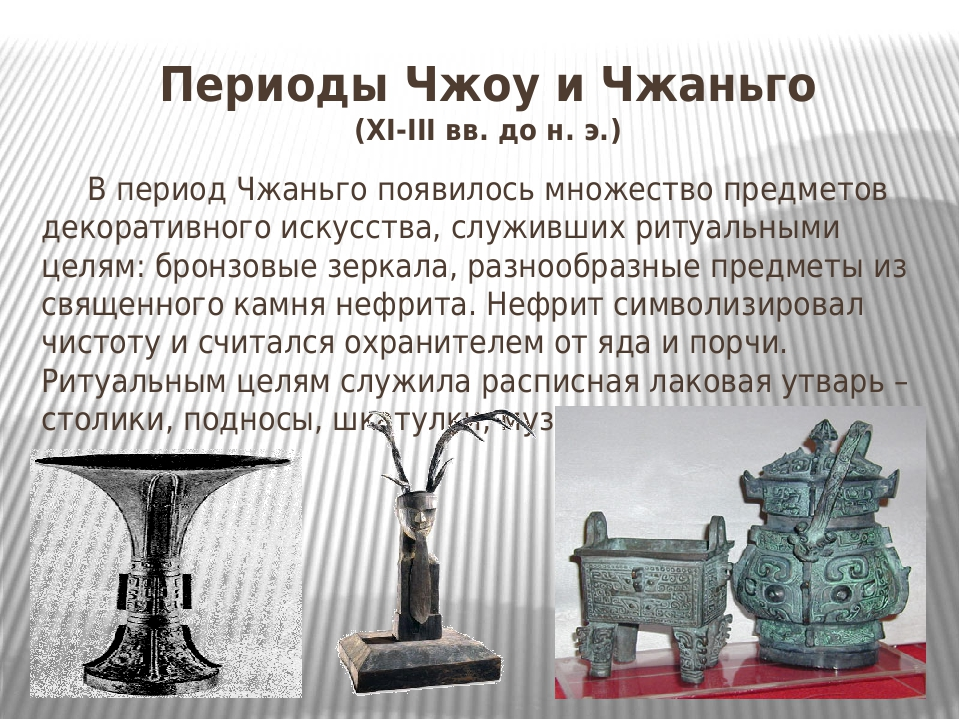 Периоды Чжоу и Чжаньго
(XI-III вв. до н. э.)
В период Чжаньго появилось множество предметов
декоративного искусства, служивших ритуальными
целям: бронзовые зеркала, разнообразные предметы из
священного камня нефрита. Нефрит символизировал
чистоту и считался охранителем от яда и порчи.
Ритуальным целям служила расписная лаковая утварь –
столики, подносы, шкатулки, муз